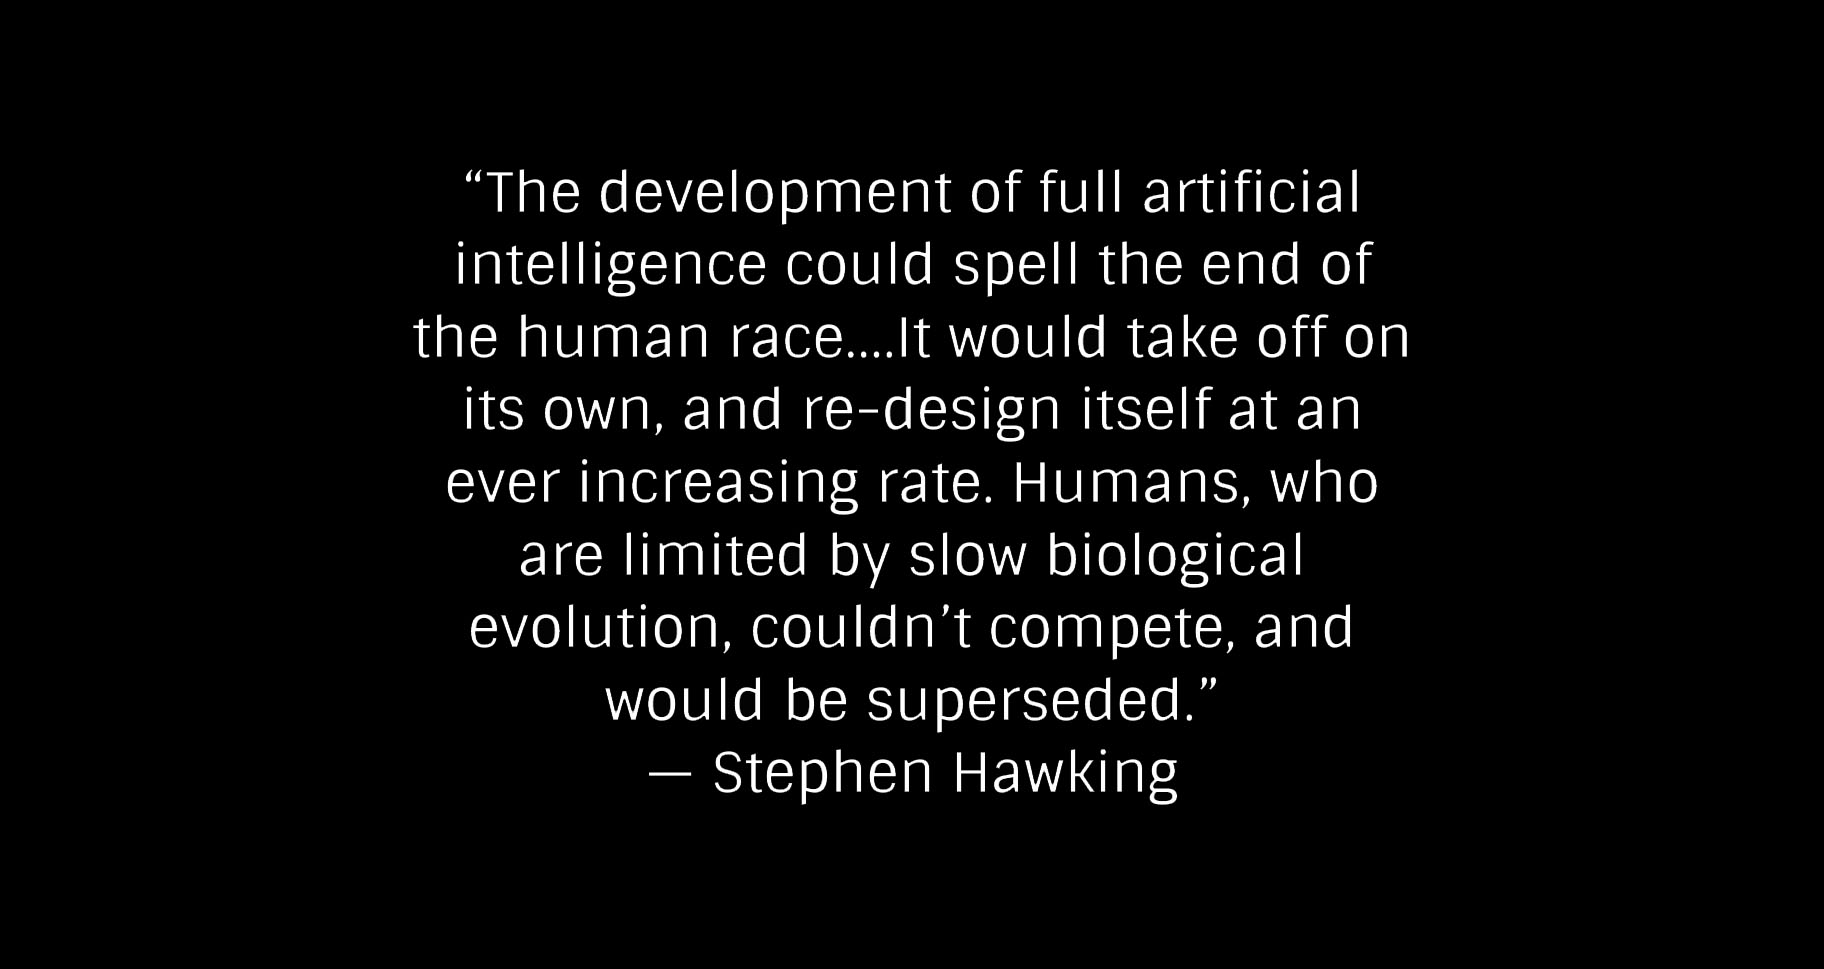 “The development of full artificial
intelligence could spell the end of
the human race....It would take off on
its own, and re-design itself at an
ever increasing rate. Humans, who
are limited by slow biological
evolution, couldn’t compete, and
would be superseded.”
— Stephen Hawking